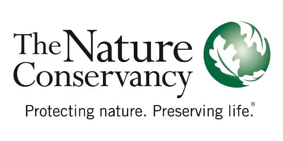 The Nature
Conservancy
Protecting nature. Preserving life.®